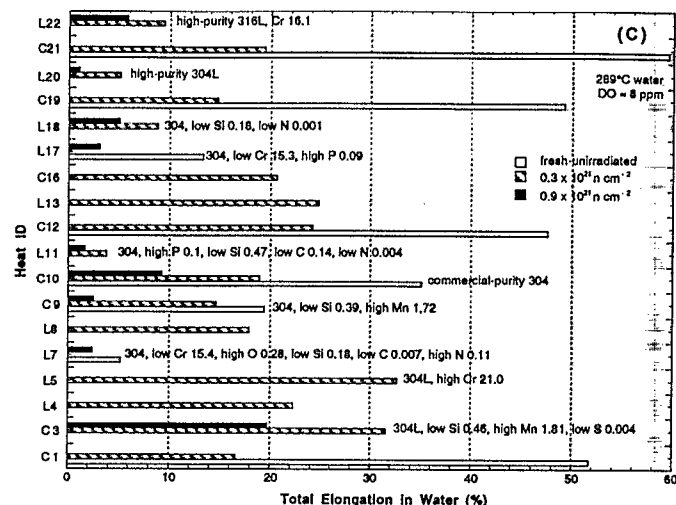 (C)
289°C water
DO ≈ 8 ppm
fresh-unirradiated
0.3 x 10²¹ n cm⁻²
0.9 x 10²¹ n cm⁻²
Heat ID
L22
high-purity 316L, Cr 16.1
C21
L20
high-purity 304L
C19
L18
304, low Si 0.18, low N 0.001
L17
304, low Cr 15.3, high P 0.09
C16
L13
C12
L11
304, high P 0.1, low Si 0.47, low C 0.14, low N 0.004
C10
commercial-purity 304
C9
304, low Si 0.39, high Mn 1.72
L8
L7
304, low Cr 15.4, high O 0.28, low Si 0.18, low C 0.007, high N 0.11
L5
304L, high Cr 21.0
L4
C3
304L, low Si 0.46, high Mn 1.81, low S 0.004
C1
0 10 20 30 40 50 60
Total Elongation in Water (%)